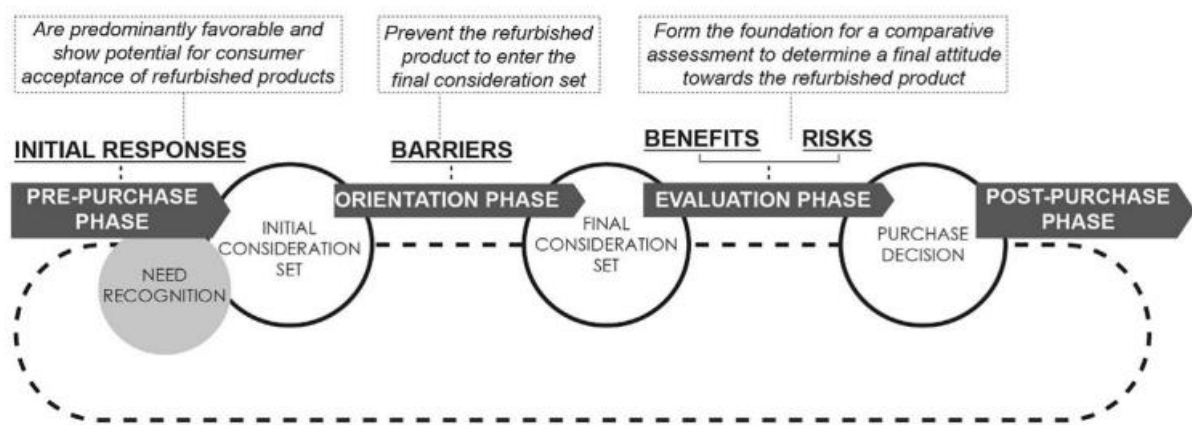 Are predominantly favorable and
show potential for consumer
acceptance of refurbished products
Prevent the refurbished
product to enter the
final consideration set
Form the foundation for a comparative
assessment to determine a final attitude
towards the refurbished product
INITIAL RESPONSES
BARRIERS
BENEFITS
RISKS
PRE-PURCHASE
PHASE
ORIENTATION PHASE
EVALUATION PHASE
POST-PURCHASE
PHASE
NEED
RECOGNITION
INITIAL
CONSIDERATION
SET
FINAL
CONSIDERATION
SET
PURCHASE
DECISION